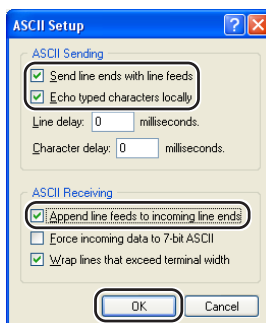 ASCII Setup
ASCII Sending
Send line ends with line feeds
Echo typed characters locally
Line delay: 0 milliseconds.
Character delay: 0 milliseconds.
ASCII Receiving
Append line feeds to incoming line ends
Force incoming data to 7-bit ASCII
Wrap lines that exceed terminal width
OK Cancel